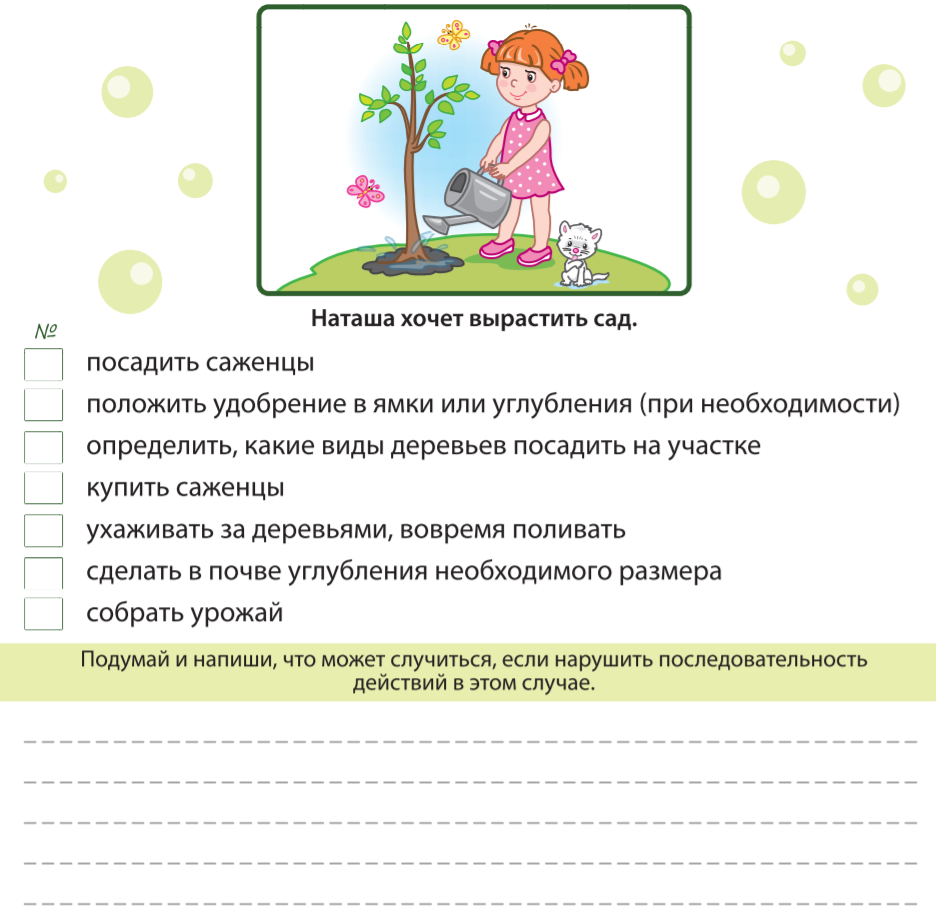 Наташа хочет вырастить сад.
№
посадить саженцы
положить удобрение в ямки или углубления (при необходимости)
определить, какие виды деревьев посадить на участке
купить саженцы
ухаживать за деревьями, вовремя поливать
сделать в почве углубления необходимого размера
собрать урожай
Подумай и напиши, что может случиться, если нарушить последовательность
действий в этом случае.